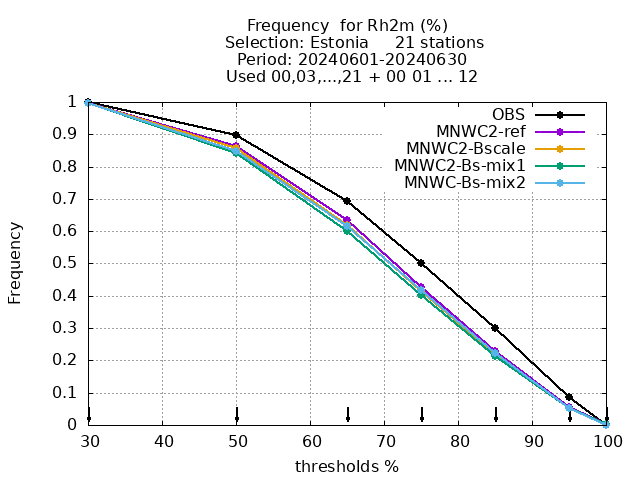 Frequency  for Rh2m (%)
Selection: Estonia     21 stations
Period: 20240601-20240630
Used 00,03,...,21 + 00 01 ... 12
OBS
MNWC2-ref
MNWC2-Bscale
MNWC2-Bs-mix1
MNWC-Bs-mix2
Frequency
1
0.9
0.8
0.7
0.6
0.5
0.4
0.3
0.2
0.1
0
30 40 50 60 70 80 90 100
thresholds %